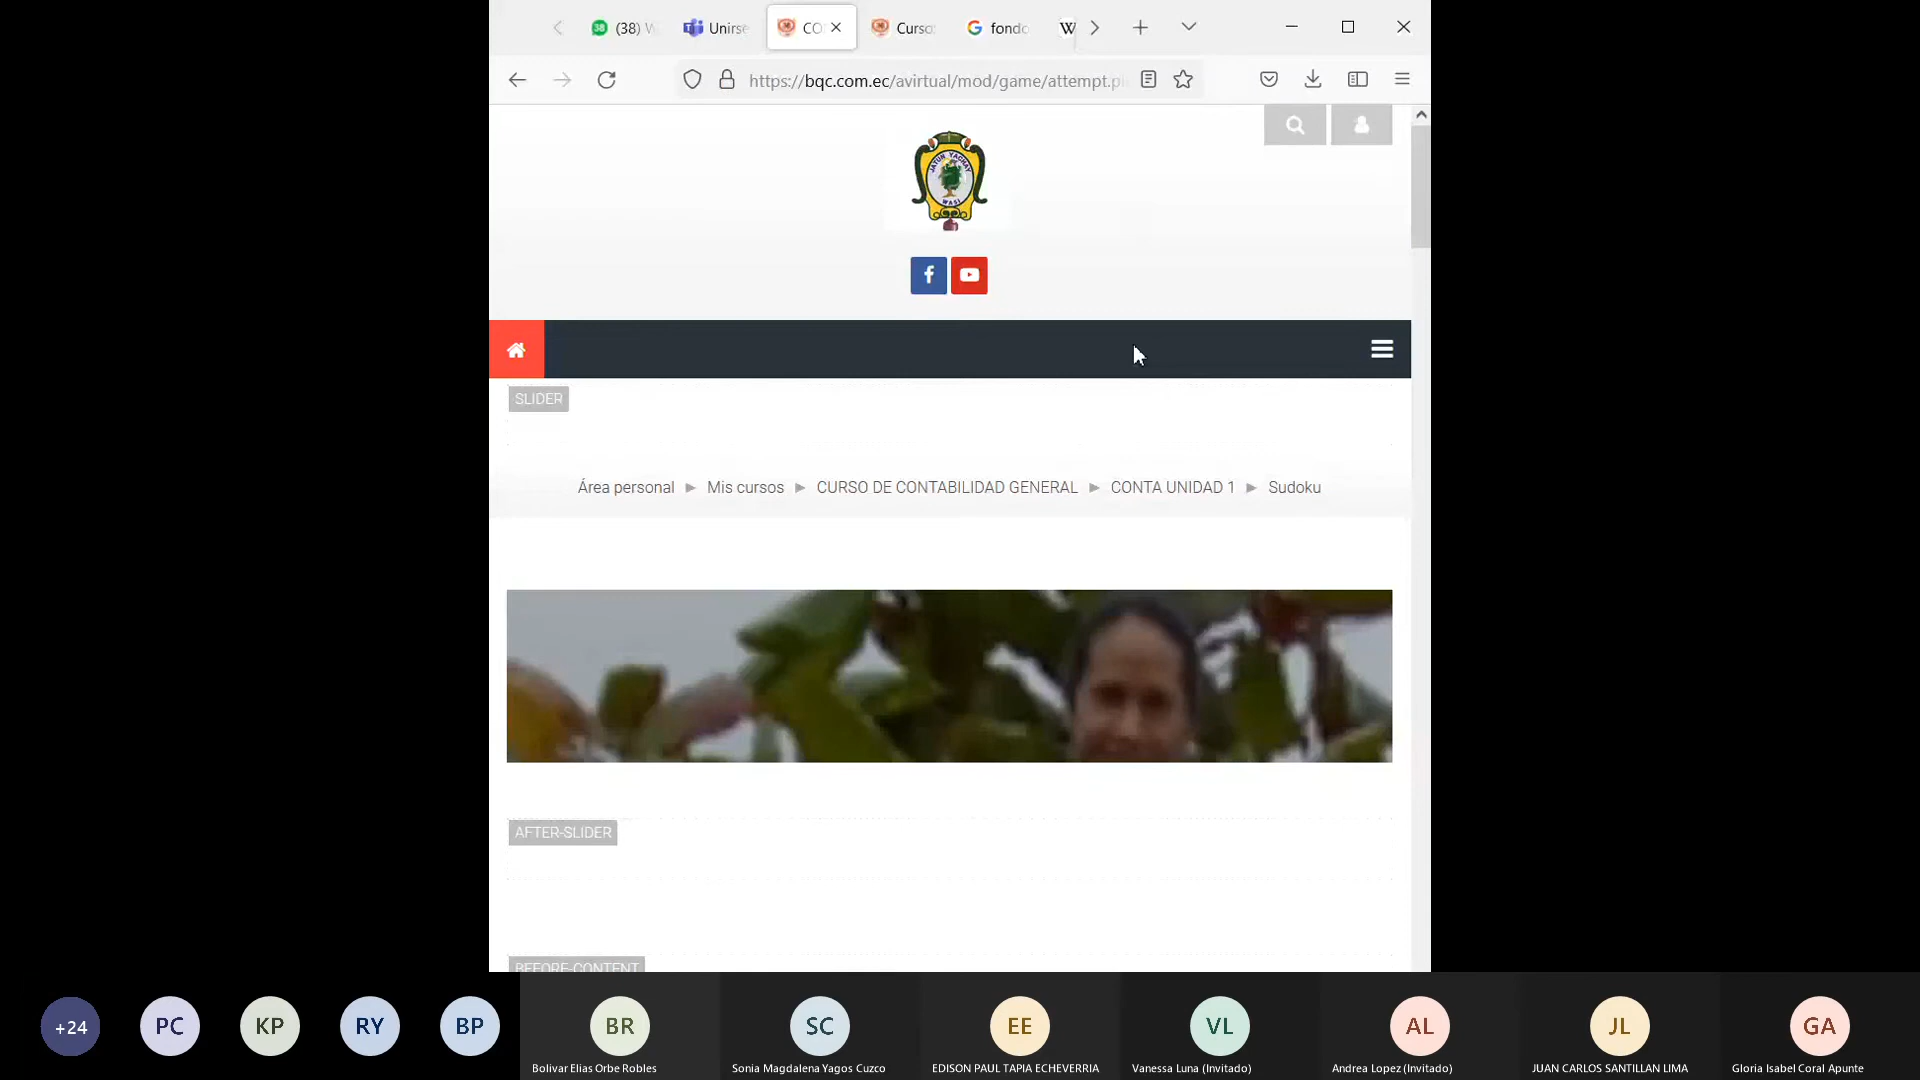 (38) W
Unirse
CO
Curso
fondo
W
https://bqc.com.ec/avirtual/mod/game/attempt.p
JATUN YACHAY
WASI
SLIDER
Área personal ► Mis cursos ► CURSO DE CONTABILIDAD GENERAL ► CONTA UNIDAD 1 ► Sudoku
AFTER-SLIDER
BEFORE-CONTENT
+24
PC
KP
RY
BP
BR
SC
EE
VL
AL
JL
GA
Bolivar Elias Orbe Robles
Sonia Magdalena Yagos Cuzco
EDISON PAUL TAPIA ECHEVERRIA
Vanessa Luna (Invitado)
Andrea Lopez (Invitado)
JUAN CARLOS SANTILLAN LIMA
Gloria Isabel Coral Apunte